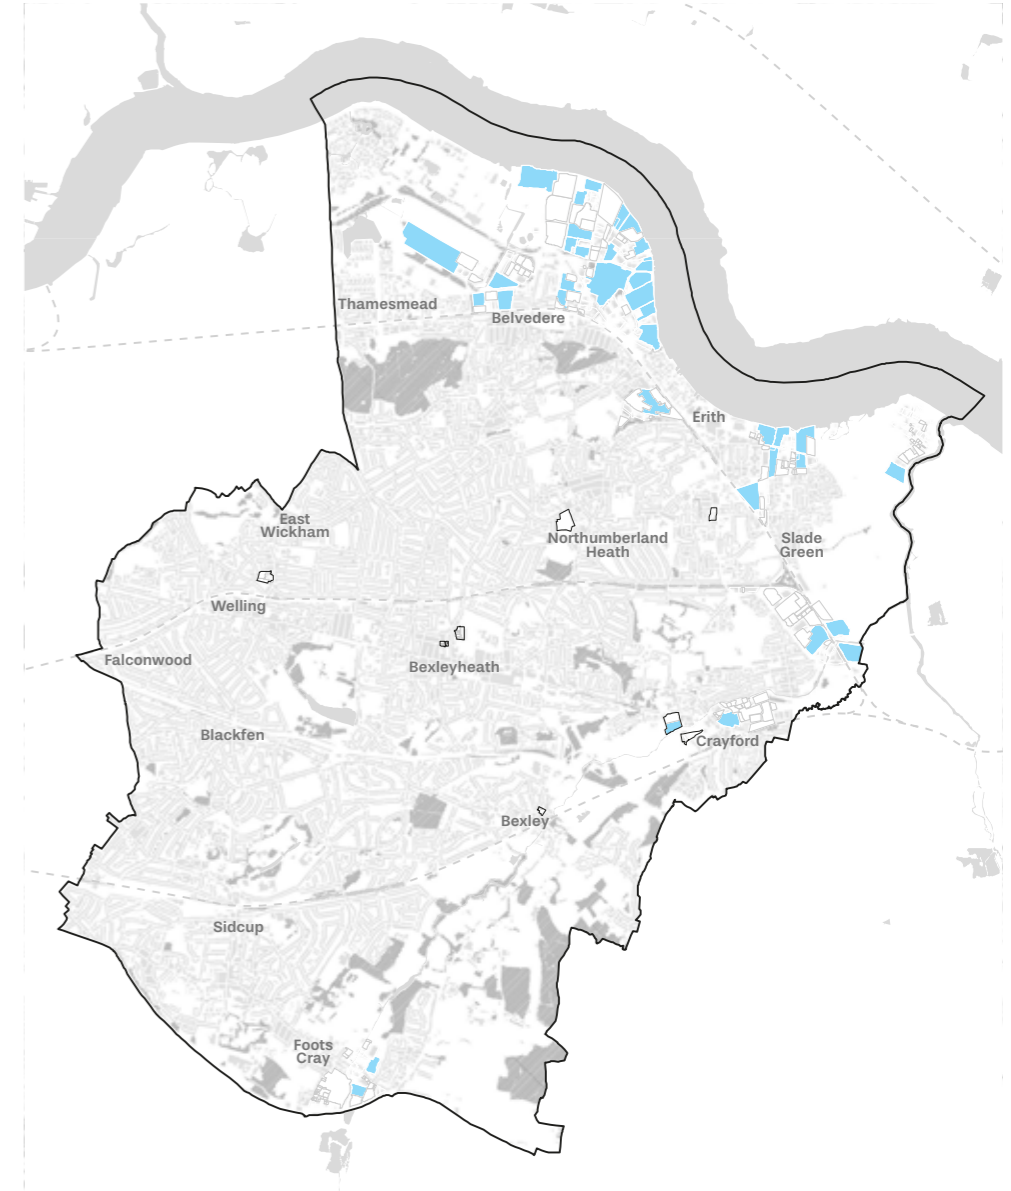 Thamesmead
Belvedere
Erith
East
Wickham
Northumberland
Heath
Slade
Green
Welling
Falconwood
Bexleyheath
Blackfen
Crayford
Bexley
Sidcup
Foots
Cray